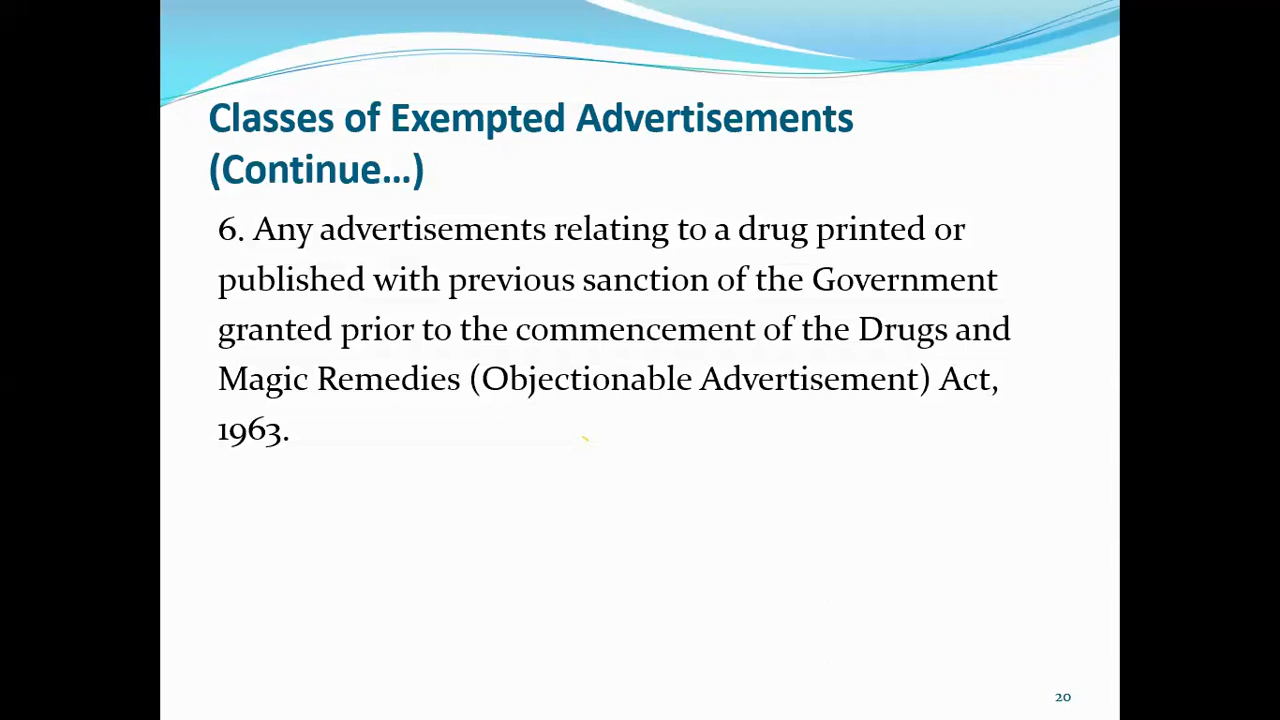 Classes of Exempted Advertisements
(Continue...)
6. Any advertisements relating to a drug printed or
published with previous sanction of the Government
granted prior to the commencement of the Drugs and
Magic Remedies (Objectionable Advertisement) Act,
1963.
20